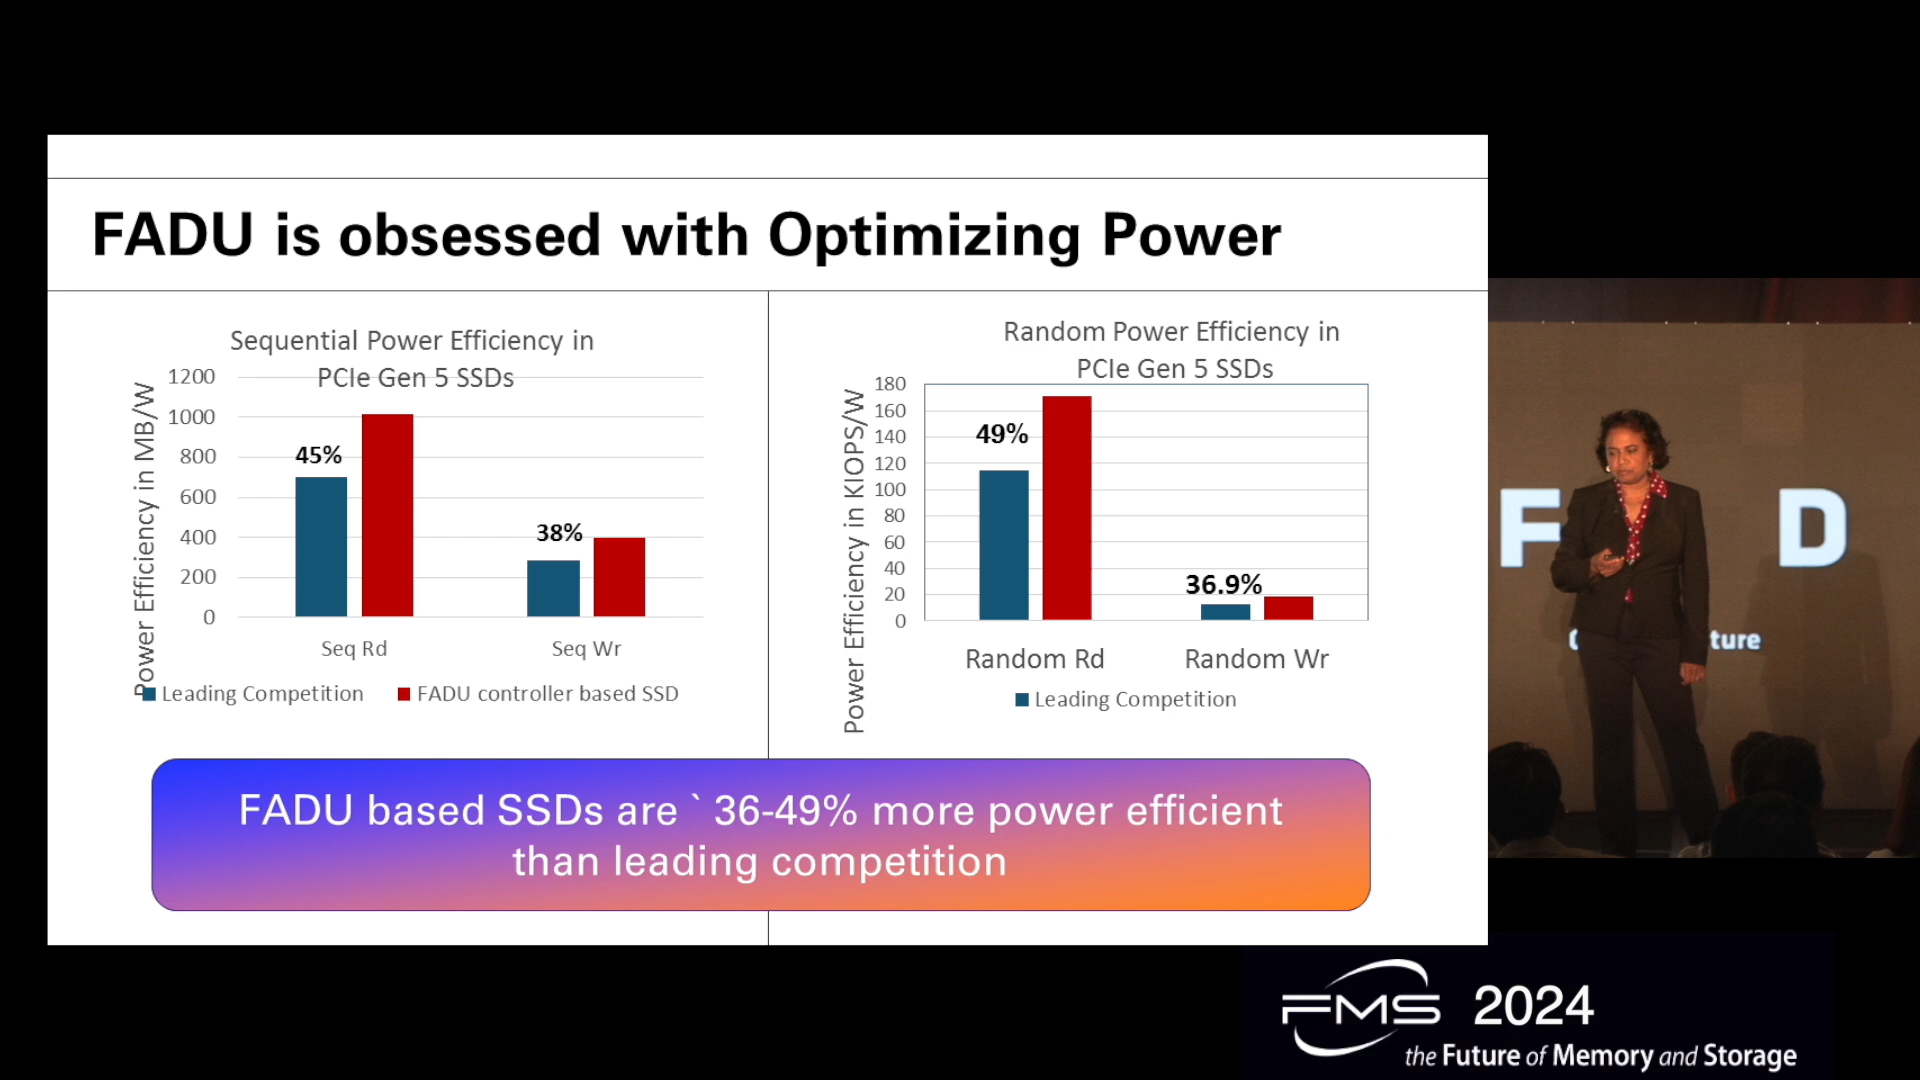 FADU is obsessed with Optimizing Power
Sequential Power Efficiency in
PCIe Gen 5 SSDs
Power Efficiency in MB/W
1200
1000
800
600
400
200
0
45%
38%
Seq Rd
Seq Wr
Leading Competition
FADU controller based SSD
Random Power Efficiency in
PCIe Gen 5 SSDs
Power Efficiency in KIOPS/W
180
160
140
120
100
80
60
40
20
0
49%
36.9%
Random Rd
Random Wr
Leading Competition
FADU based SSDs are ` 36-49% more power efficient
than leading competition
F D
ture
FMS 2024
the Future of Memory and Storage